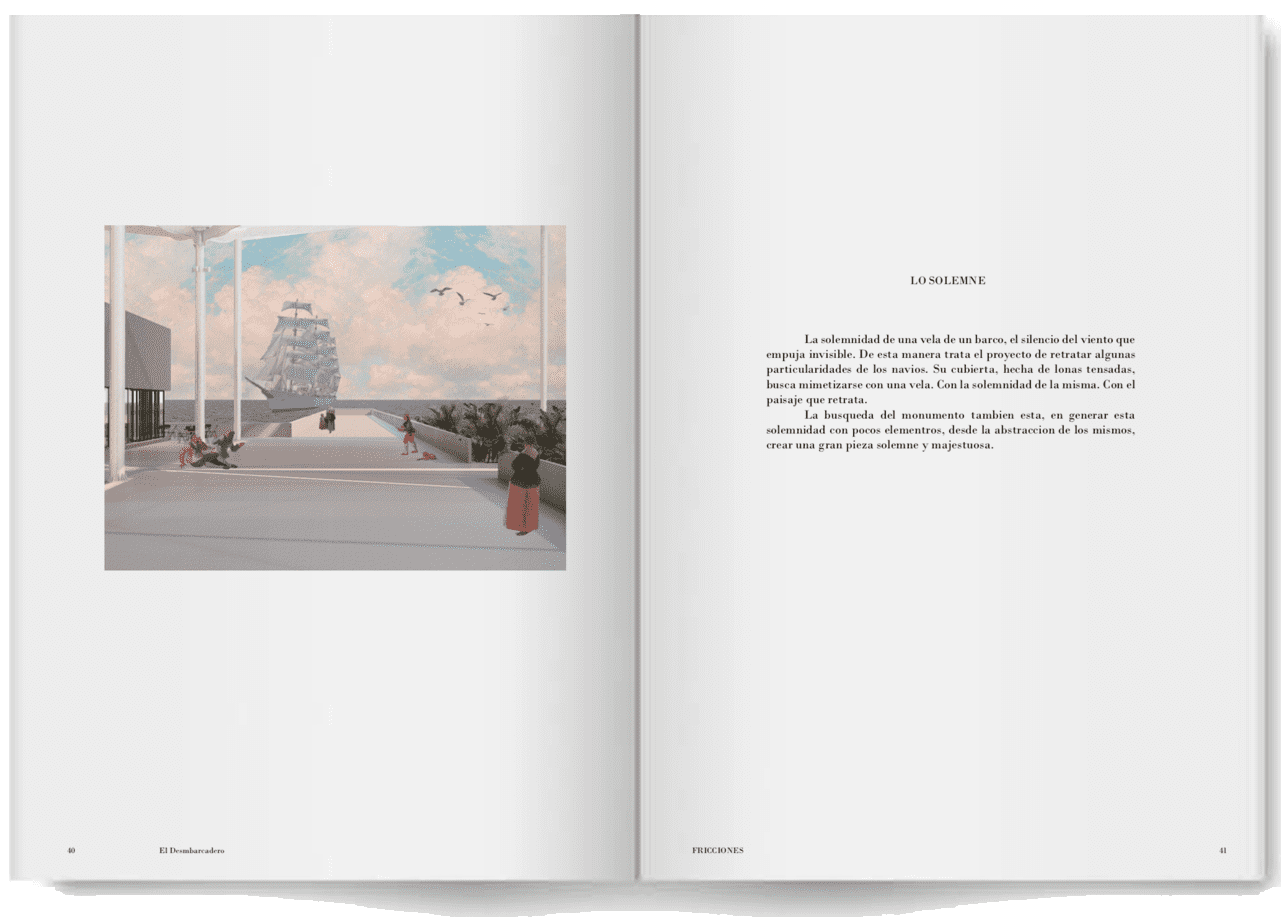 LO SOLEMNE
La solemnidad de una vela de un barco, el silencio del viento que
empuja invisible. De esta manera trata el proyecto de retratar algunas
particularidades de los navios. Su cubierta, hecha de lonas tensadas,
busca mimetizarse con una vela. Con la solemnidad de la misma. Con el
paisaje que retrata.
La busqueda del monumento tambien esta, en generar esta
solemnidad con pocos elementros, desde la abstraccion de los mismos,
crear una gran pieza solemne y majestuosa.
40
El Desmbarcadero
FRICCIONES
41